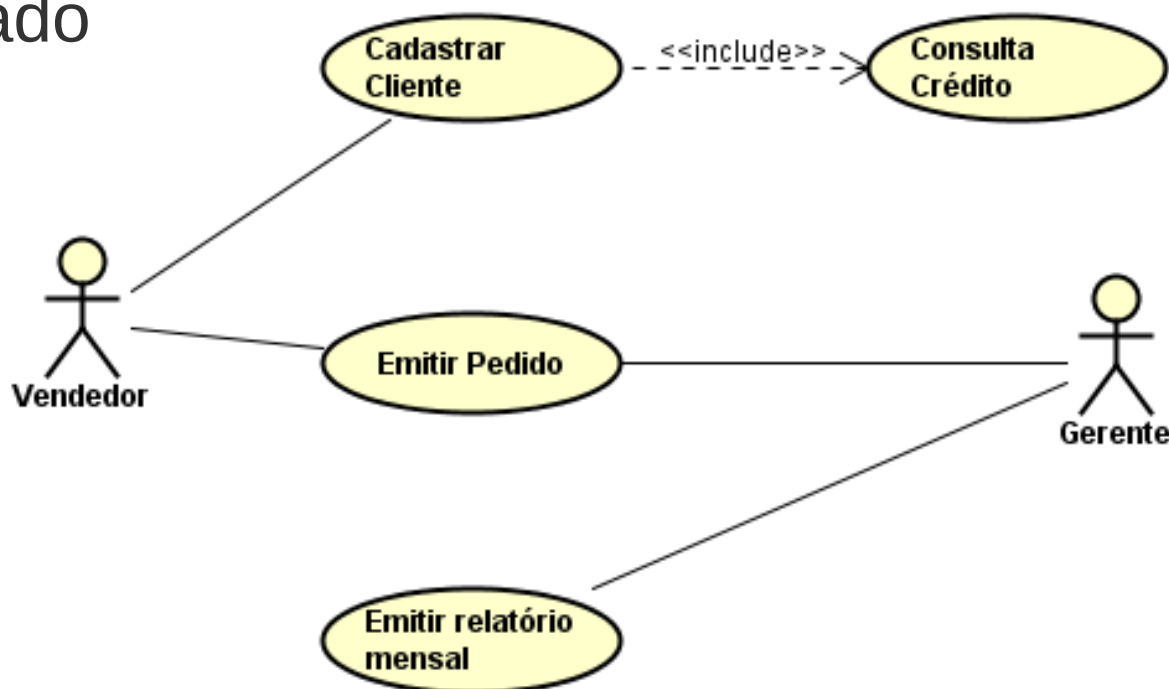 ado
Cadastrar
Cliente
<<include>>
Consulta
Crédito
Vendedor
Emitir Pedido
Gerente
Emitir relatório
mensal